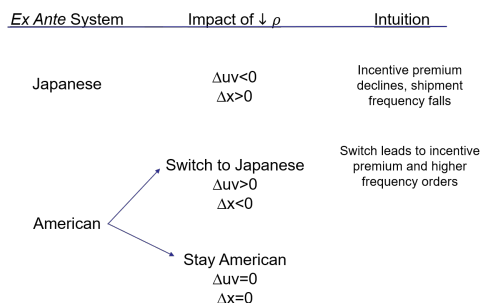 Ex Ante System Impact of ↓ ρ Intuition
Japanese
Δuv<0
Δx>0
Incentive premium
declines, shipment
frequency falls
Switch to Japanese
Δuv>0
Δx<0
Switch leads to incentive
premium and higher
frequency orders
American
Stay American
Δuv=0
Δx=0